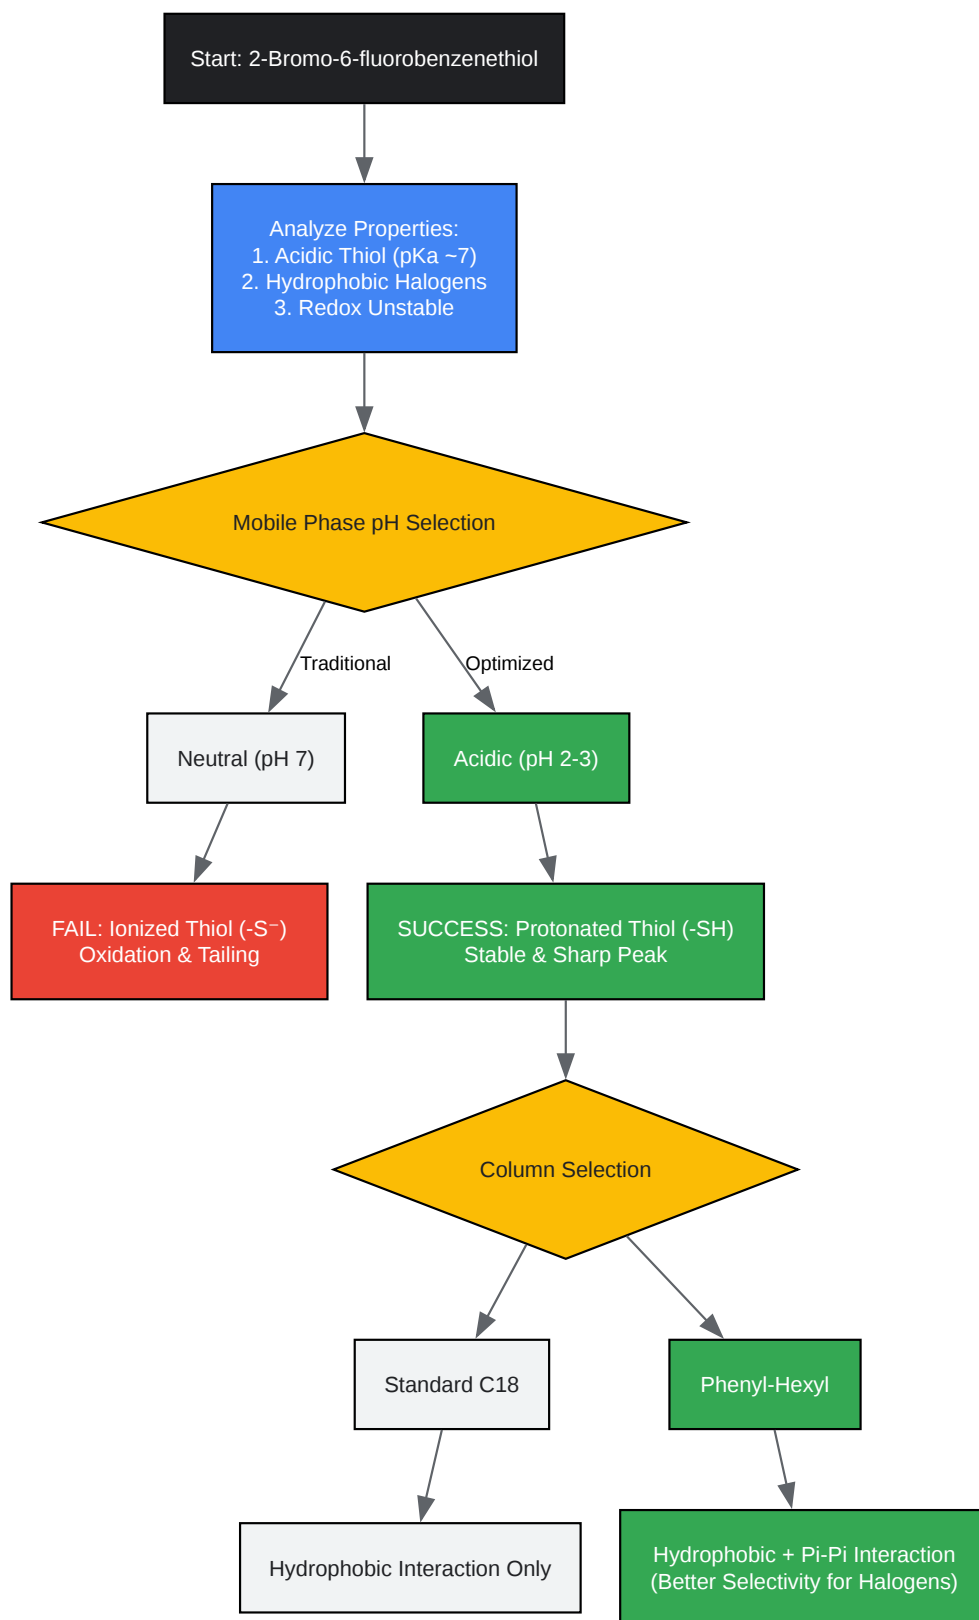 Start: 2-Bromo-6-fluorobenzenethiol
Analyze Properties:
1. Acidic Thiol (pKa ~7)
2. Hydrophobic Halogens
3. Redox Unstable
Mobile Phase pH Selection
Traditional
Optimized
Neutral (pH 7)
Acidic (pH 2-3)
FAIL: Ionized Thiol (-S⁻)
Oxidation & Tailing
SUCCESS: Protonated Thiol (-SH)
Stable & Sharp Peak
Column Selection
Standard C18
Phenyl-Hexyl
Hydrophobic Interaction Only
Hydrophobic + Pi-Pi Interaction
(Better Selectivity for Halogens)